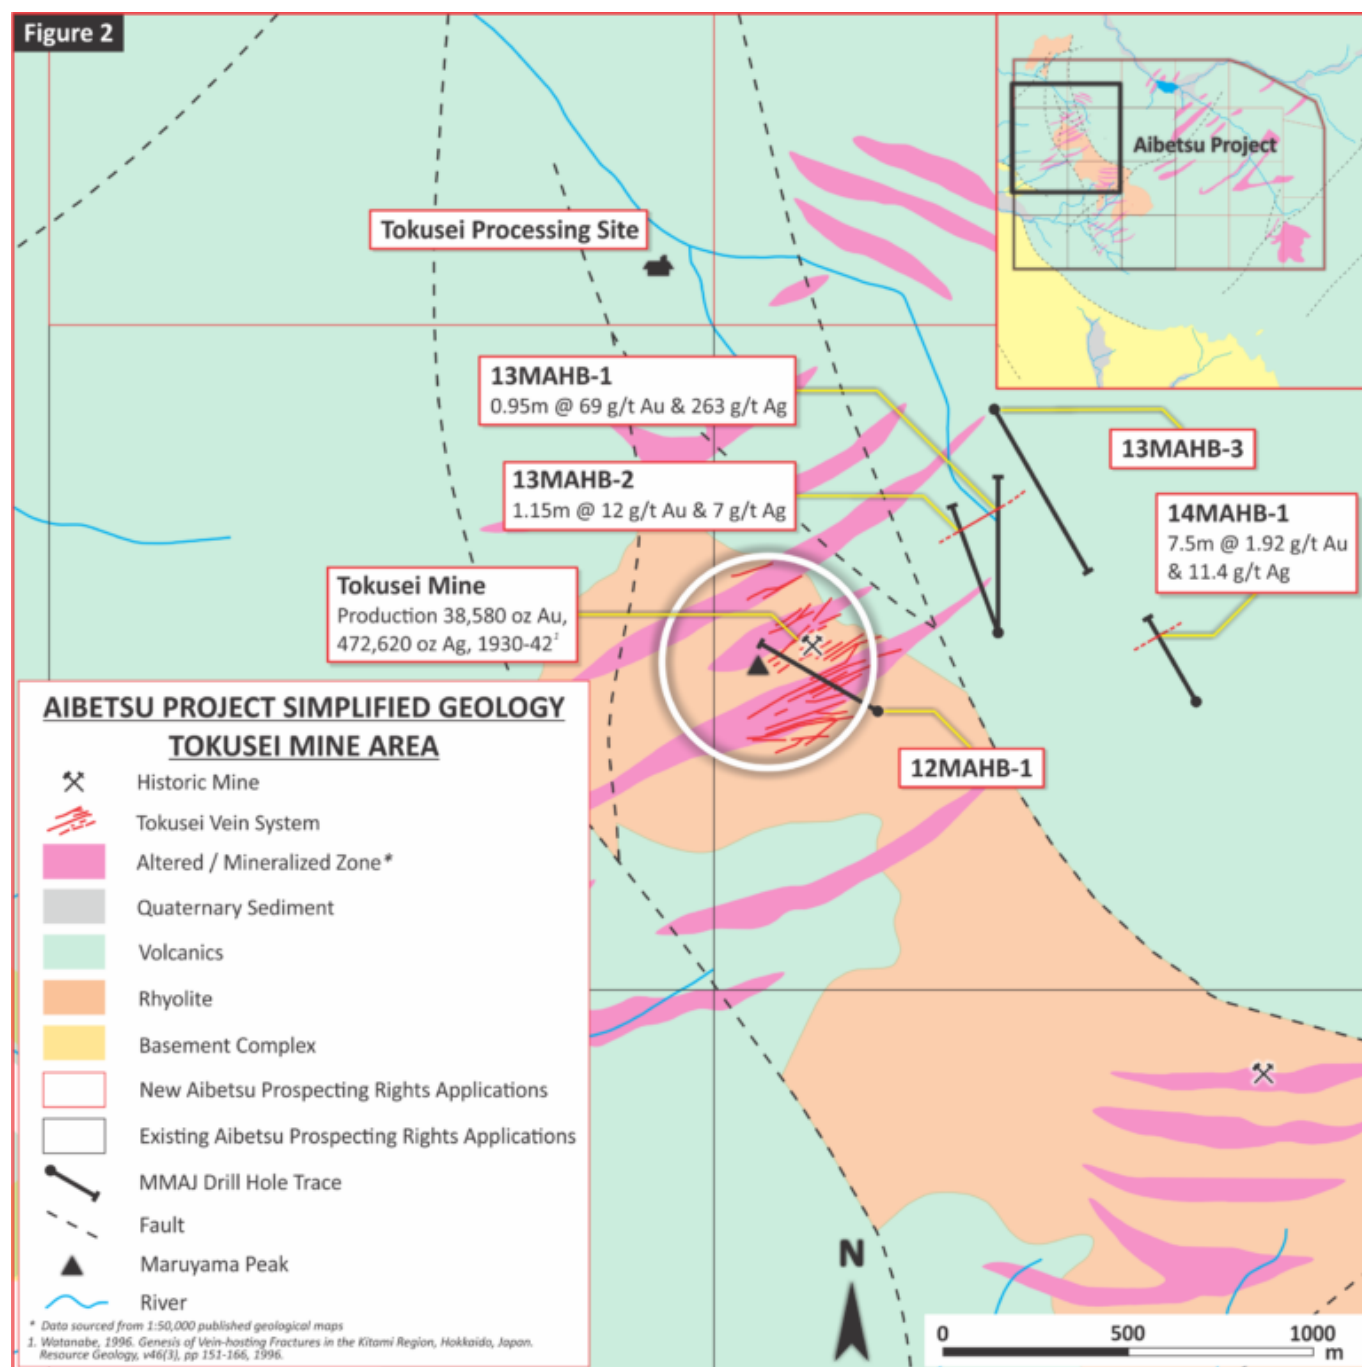 Figure 2
Aibetsu Project
Tokusei Processing Site
13MAHB-1
0.95m @ 69 g/t Au & 263 g/t Ag
13MAHB-3
13MAHB-2
1.15m @ 12 g/t Au & 7 g/t Ag
14MAHB-1
7.5m @ 1.92 g/t Au
& 11.4 g/t Ag
Tokusei Mine
Production 38,580 oz Au,
472,620 oz Ag, 1930-42¹
12MAHB-1
AIBETSU PROJECT SIMPLIFIED GEOLOGY
TOKUSEI MINE AREA
Historic Mine
Tokusei Vein System
Altered / Mineralized Zone*
Quaternary Sediment
Volcanics
Rhyolite
Basement Complex
New Aibetsu Prospecting Rights Applications
Existing Aibetsu Prospecting Rights Applications
MMAJ Drill Hole Trace
Fault
Maruyama Peak
River
* Data sourced from 1:50,000 published geological maps
1. Watanabe, 1996. Genesis of Vein-hosting Fractures in the Kitami Region, Hokkaido, Japan.
Resource Geology, v46(3), pp 151-166, 1996.
N
0 500 1000
m